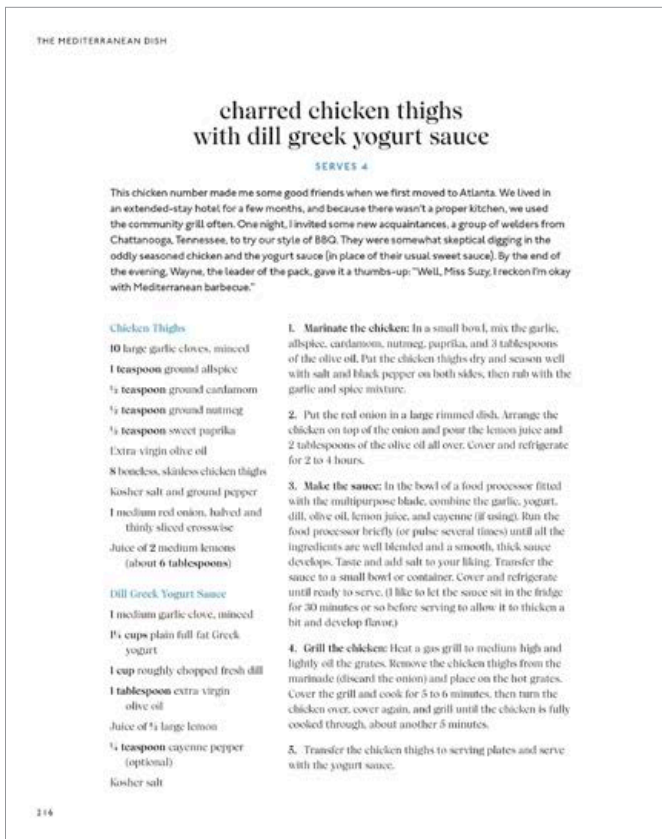 THE MEDITERRANEAN DISH
charred chicken thighs
with dill greek yogurt sauce
SERVES 4
This chicken number made me some good friends when we first moved to Atlanta. We lived in
an extended-stay hotel for a few months, and because there wasn't a proper kitchen, we used
the community grill often. One night, I invited some new acquaintances, a group of welders from
Chattanooga, Tennessee, to try our style of BBQ. They were somewhat skeptical digging in the
oddly seasoned chicken and the yogurt sauce (in place of their usual sweet sauce). By the end of
the evening, Wayne, the leader of the pack, gave it a thumbs-up: "Well, Miss Suzy, I reckon I'm okay
with Mediterranean barbecue."
Chicken Thighs
10 large garlic cloves, minced
1 teaspoon ground allspice
teaspoon ground cardamom
teaspoon ground nutmeg
teaspoon sweet paprika
Extra virgin olive oil
8 boneless, skinless chicken thighs
Kosher salt and ground pepper
1 medium red onion, halved and
thinly sliced crosswise
Juice of 2 medium lemons
(about 6 tablespoons)
Dill Greek Yogurt Sauce
1 medium garlic clove, minced
cups plain full fat Greek
yogurt
1 cup roughly chopped fresh dill
1 tablespoon extra virgin
olive oil
Juice of large lemon
teaspoon cayenne pepper
(optional)
Kosher salt
1. Marinate the chicken: In a small bowl, mix the garlic,
allspice, cardamom, nutmeg, paprika, and 3 tablespoons
of the olive oil. Pat the chicken thighs dry and season well
with salt and black pepper on both sides, then rub with the
garlic and spice mixture.
2. Put the red onion in a large rimmed dish. Arrange the
chicken on top of the onion and pour the lemon juice and
2 tablespoons of the olive oil all over. Cover and refrigerate
for 2 to 4 hours.
3. Make the sauce: In the bowl of a food processor fitted
with the multipurpose blade, combine the garlic, yogurt,
dill, olive oil, lemon juice, and cayenne (if using). Run the
food processor briefly (or pulse several times) until all the
ingredients are well blended and a smooth, thick sauce
develops. Taste and add salt to your liking. Transfer the
sauce to a small bowl or container. Cover and refrigerate
until ready to serve. (I like to let the sauce sit in the fridge
for 30 minutes or so before serving to allow it to thicken a
bit and develop flavor.)
4. Grill the chicken: Heat a gas grill to medium high and
lightly oil the grates. Remove the chicken thighs from the
marinade (discard the onion) and place on the hot grates.
Cover the grill and cook for 5 to 6 minutes, then turn the
chicken over, cover again, and grill until the chicken is fully
cooked through, about another 5 minutes.
5. Transfer the chicken thighs to serving plates and serve
with the yogurt sauce.
216